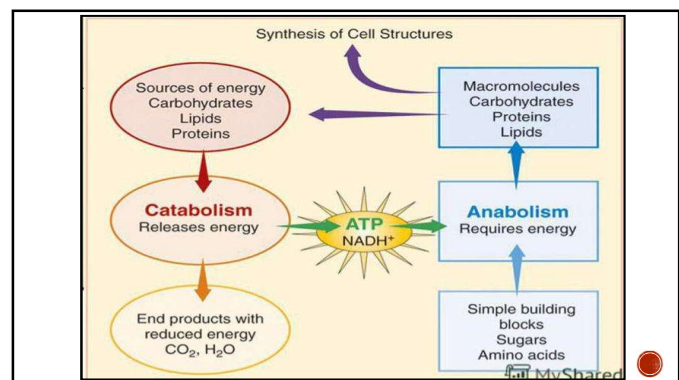 Synthesis of Cell Structures
Sources of energy
Carbohydrates
Lipids
Proteins
Macromolecules
Carbohydrates
Proteins
Lipids
Catabolism
Releases energy
ATP
NADH⁺
Anabolism
Requires energy
End products with
reduced energy
CO₂, H₂O
Simple building
blocks
Sugars
Amino acids
MyShared